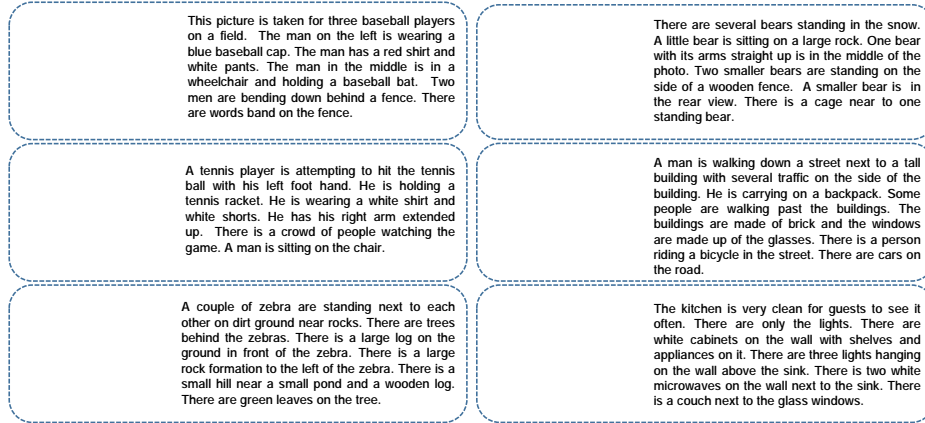 This picture is taken for three baseball players
on a field. The man on the left is wearing a
blue baseball cap. The man has a red shirt and
white pants. The man in the middle is in a
wheelchair and holding a baseball bat. Two
men are bending down behind a fence. There
are words band on the fence.
There are several bears standing in the snow.
A little bear is sitting on a large rock. One bear
with its arms straight up is in the middle of the
photo. Two smaller bears are standing on the
side of a wooden fence. A smaller bear is in
the rear view. There is a cage near to one
standing bear.
A tennis player is attempting to hit the tennis
ball with his left foot hand. He is holding a
tennis racket. He is wearing a white shirt and
white shorts. He has his right arm extended
up. There is a crowd of people watching the
game. A man is sitting on the chair.
A man is walking down a street next to a tall
building with several traffic on the side of the
building. He is carrying on a backpack. Some
people are walking past the buildings. The
buildings are made of brick and the windows
are made up of the glasses. There is a person
riding a bicycle in the street. There are cars on
the road.
A couple of zebra are standing next to each
other on dirt ground near rocks. There are trees
behind the zebras. There is a large log on the
ground in front of the zebra. There is a large
rock formation to the left of the zebra. There is a
small hill near a small pond and a wooden log.
There are green leaves on the tree.
The kitchen is very clean for guests to see it
often. There are only the lights. There are
white cabinets on the wall with shelves and
appliances on it. There are three lights hanging
on the wall above the sink. There is two white
microwaves on the wall next to the sink. There
is a couch next to the glass windows.